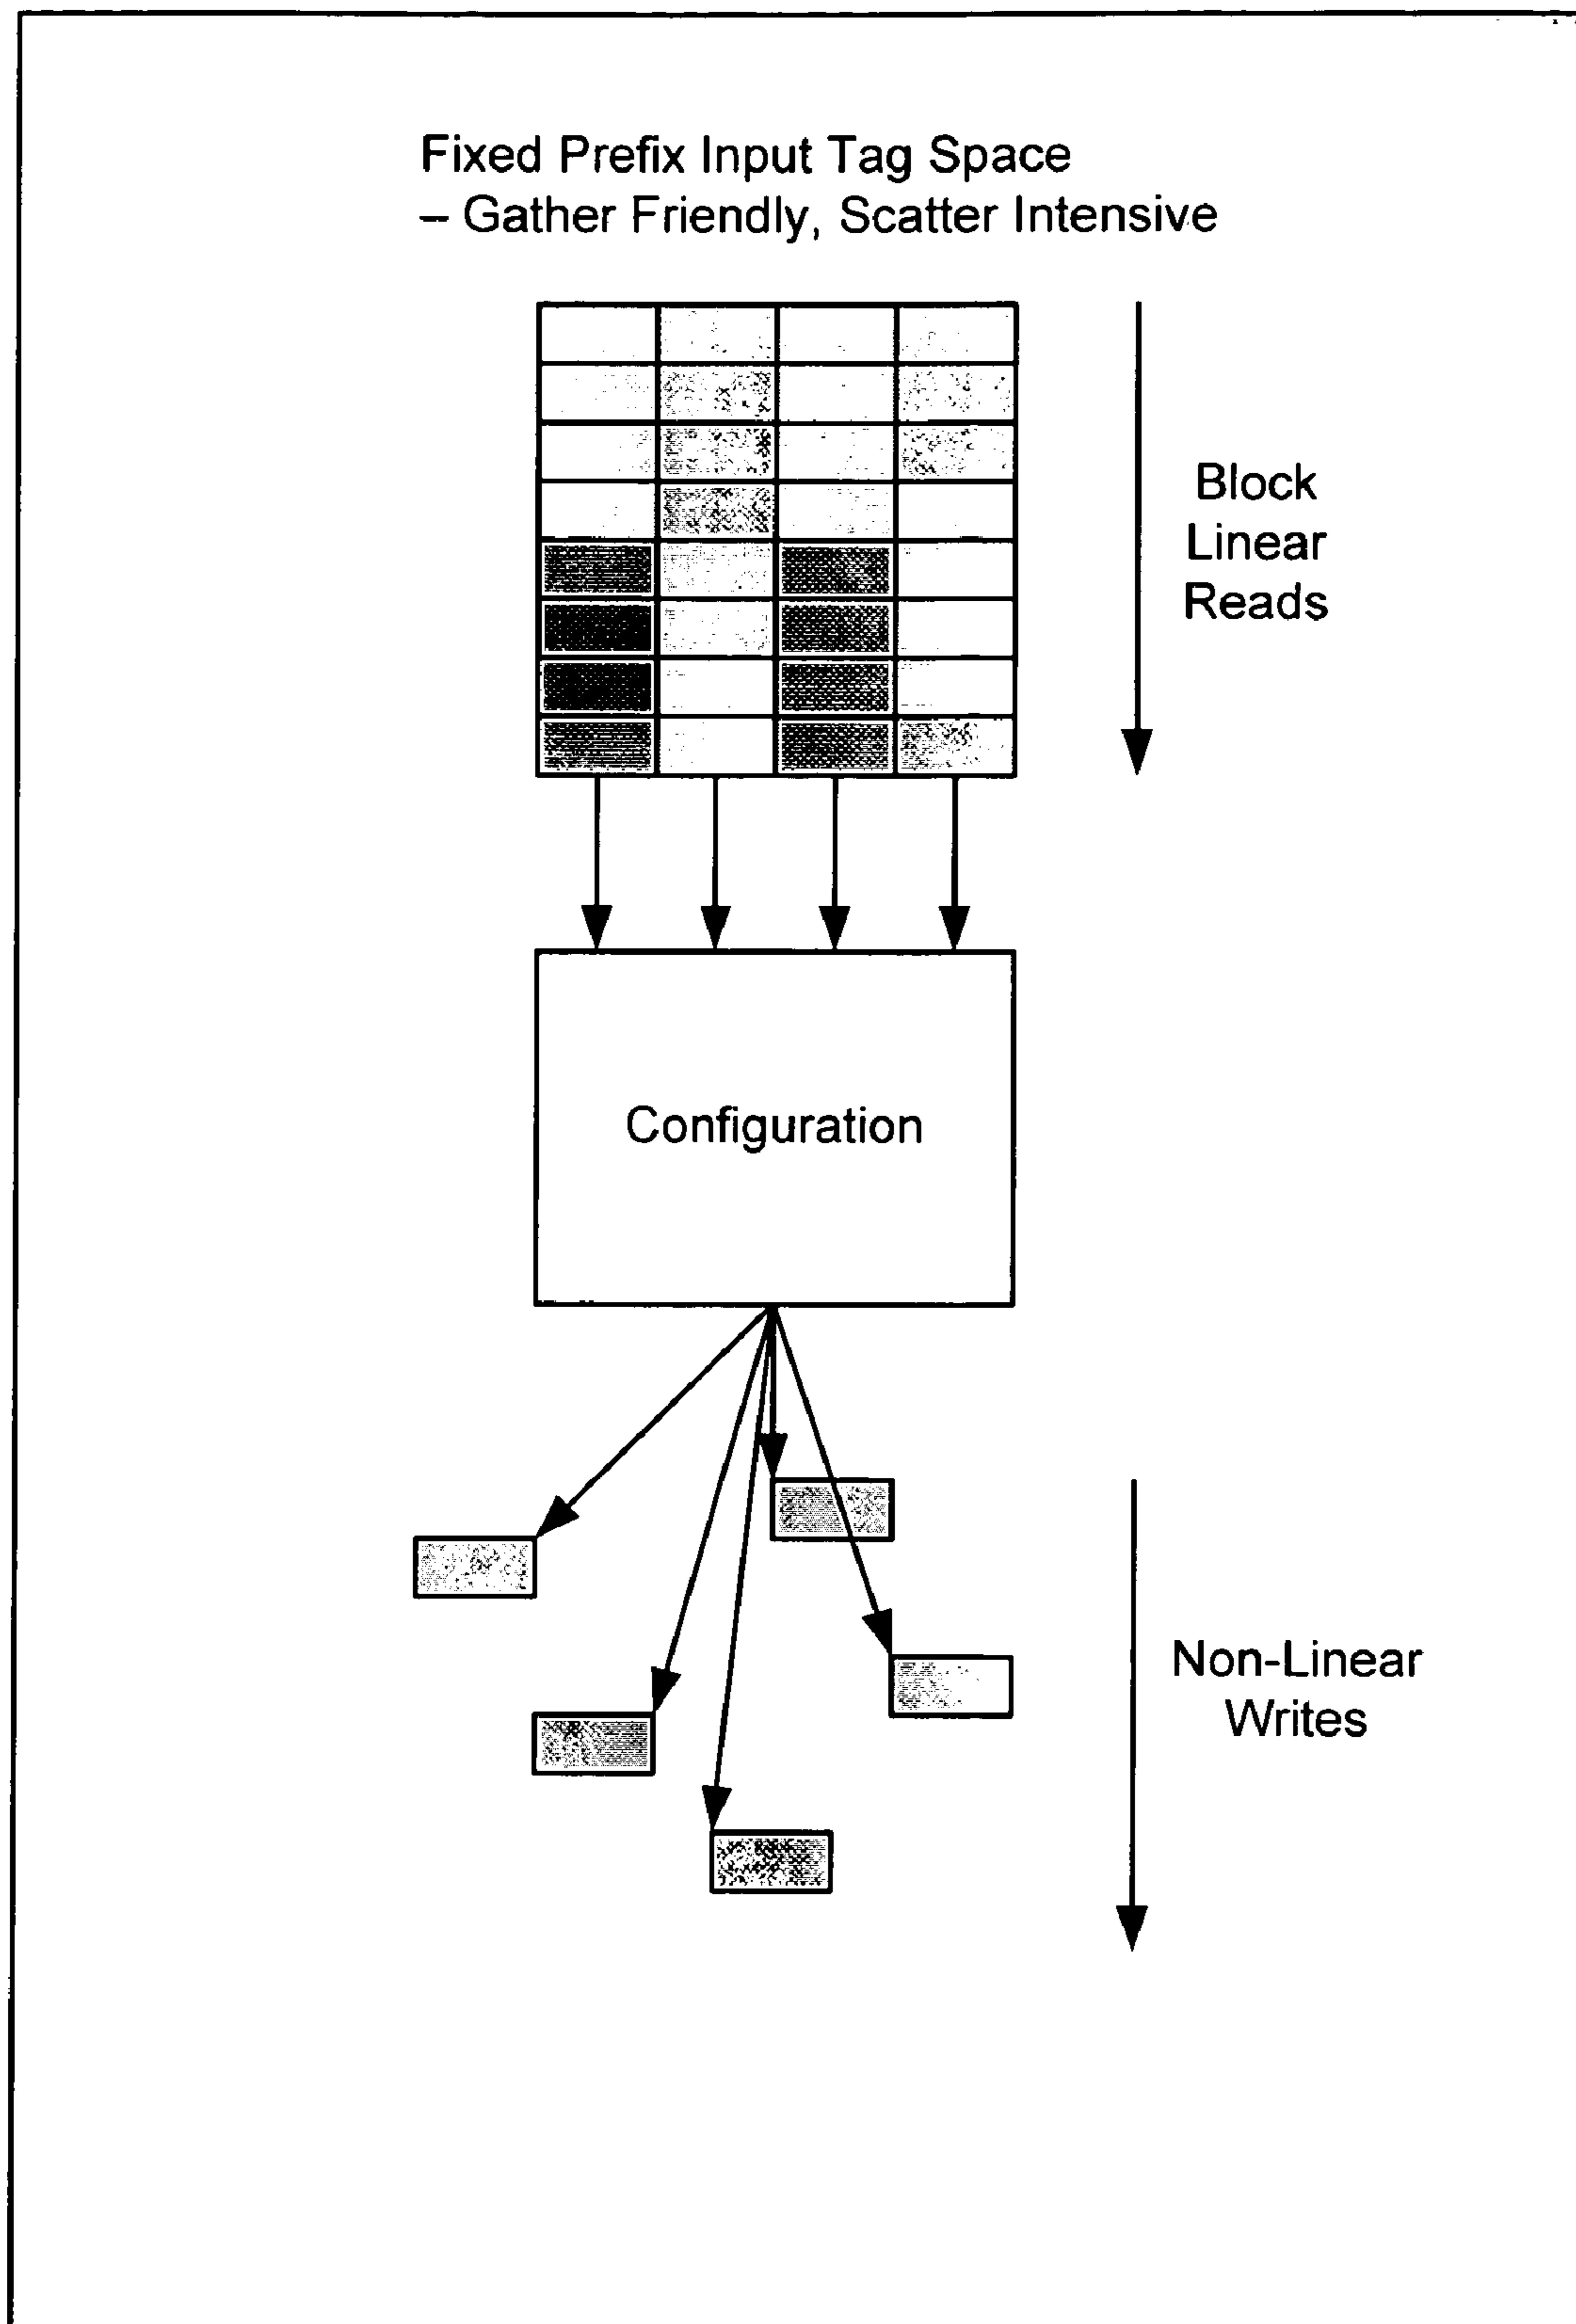 Fixed Prefix Input Tag Space
– Gather Friendly, Scatter Intensive
Block
Linear
Reads
Configuration
Non-Linear
Writes